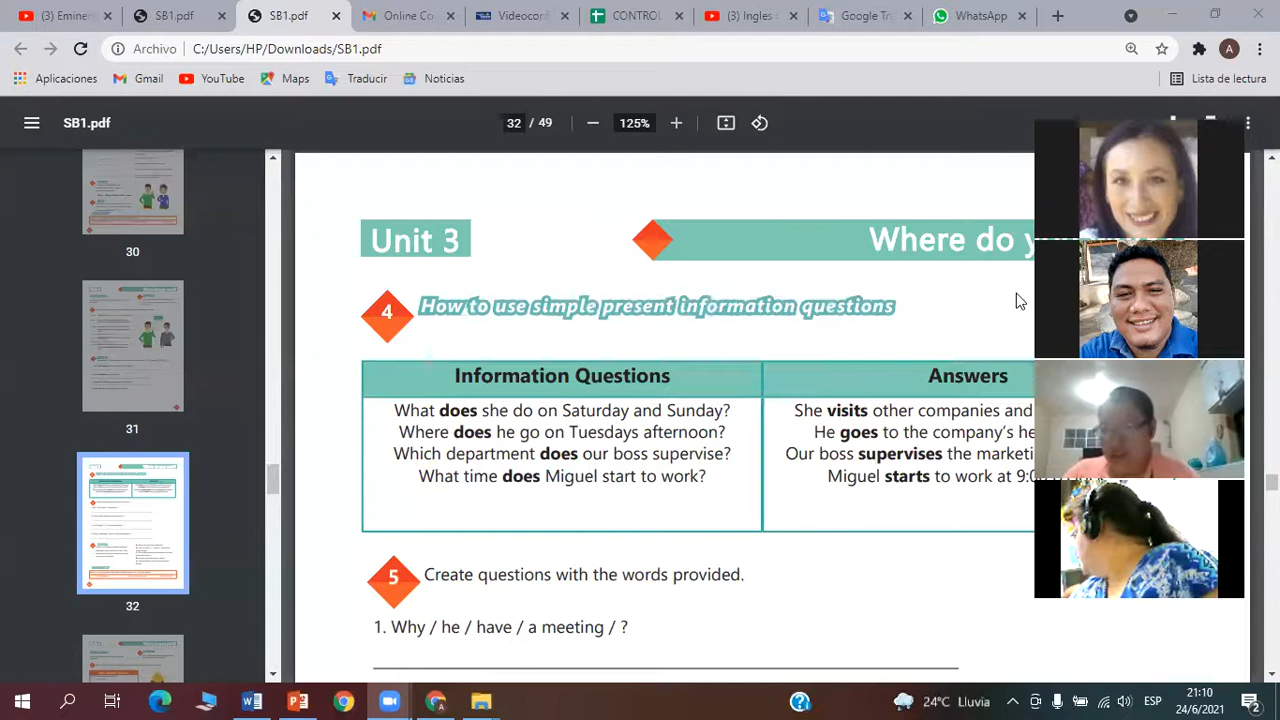 (3) Eminen
SB1.pdf
SB1.pdf
Online Co
Videoconf
CONTROL
(3) Ingles
Google Tra
WhatsApp
Archivo
C:/Users/HP/Downloads/SB1.pdf
A
Aplicaciones
Gmail
YouTube
Maps
Traducir
Noticias
Lista de lectura
SB1.pdf
32 / 49
125%
30
31
32
Unit 3
Where do y
4
How to use simple present information questions
Information Questions
Answers
What does she do on Saturday and Sunday?
She visits other companies and
Where does he go on Tuesdays afternoon?
He goes to the company's he
Which department does our boss supervise?
Our boss supervises the marketi
What time does Miguel start to work?
Miguel starts to work at 9:0
5
Create questions with the words provided.
1. Why / he / have / a meeting / ?
24°C Lluvia
ESP
21:10
24/6/2021
2